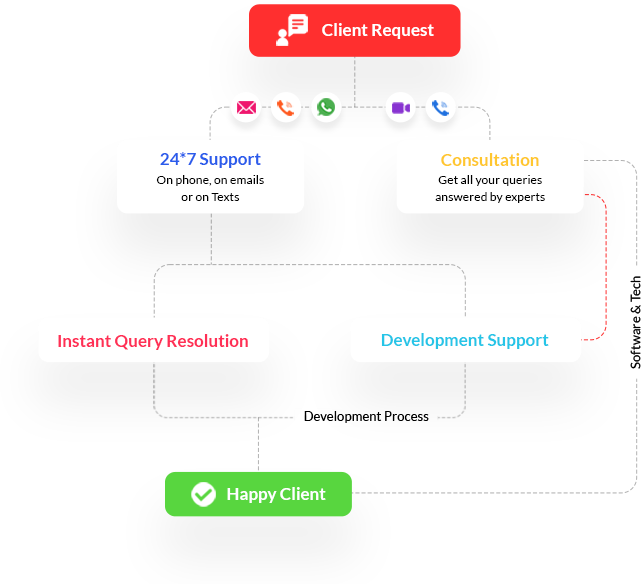 Client Request
24*7 Support
On phone, on emails
or on Texts
Consultation
Get all your queries
answered by experts
Software & Tech
Instant Query Resolution
Development Support
Development Process
Happy Client